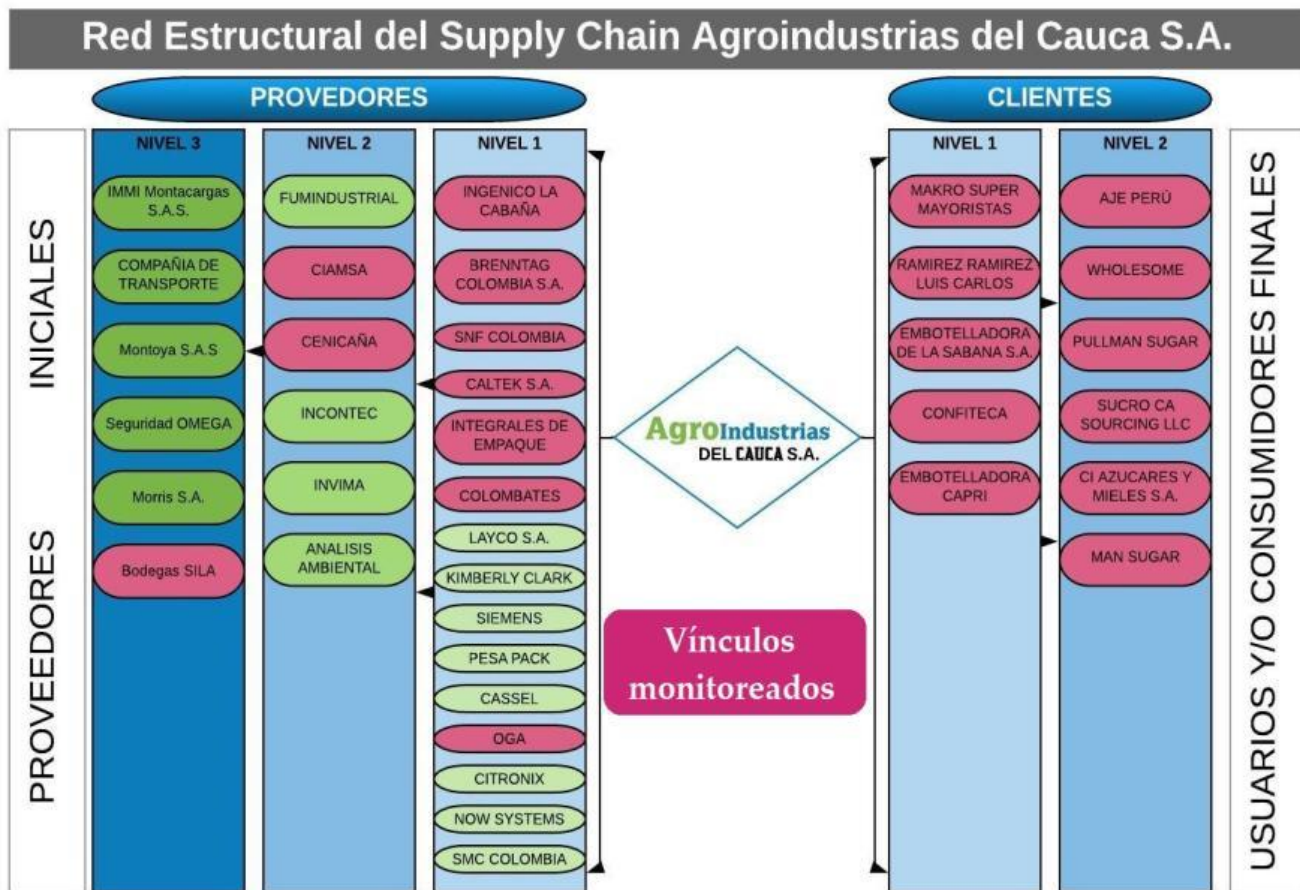 Red Estructural del Supply Chain Agroindustrias del Cauca S.A.
PROVEDORES
CLIENTES
PROVEEDORES INICIALES
NIVEL 3
IMMI Montacargas
S.A.S.
COMPAÑIA DE
TRANSPORTE
Montoya S.A.S
Seguridad OMEGA
Morris S.A.
Bodegas SILA
NIVEL 2
FUMINDUSTRIAL
CIAMSA
CENICAÑA
INCONTEC
INVIMA
ANALISIS
AMBIENTAL
NIVEL 1
INGENICO LA
CABAÑA
BRENNTAG
COLOMBIA S.A.
SNF COLOMBIA
CALTEK S.A.
INTEGRALES DE
EMPAQUE
COLOMBATES
LAYCO S.A.
KIMBERLY CLARK
SIEMENS
PESA PACK
CASSEL
OGA
CITRONIX
NOW SYSTEMS
SMC COLOMBIA
AgroIndustrias
DEL CAUCA S.A.
Vínculos
monitoreados
NIVEL 1
MAKRO SUPER
MAYORISTAS
RAMIREZ RAMIREZ
LUIS CARLOS
EMBOTELLADORA
DE LA SABANA S.A.
CONFITECA
EMBOTELLADORA
CAPRI
NIVEL 2
AJE PERÚ
WHOLESOME
PULLMAN SUGAR
SUCRO CA
SOURCING LLC
CI AZUCARES Y
MIELES S.A.
MAN SUGAR
USUARIOS Y/O CONSUMIDORES FINALES